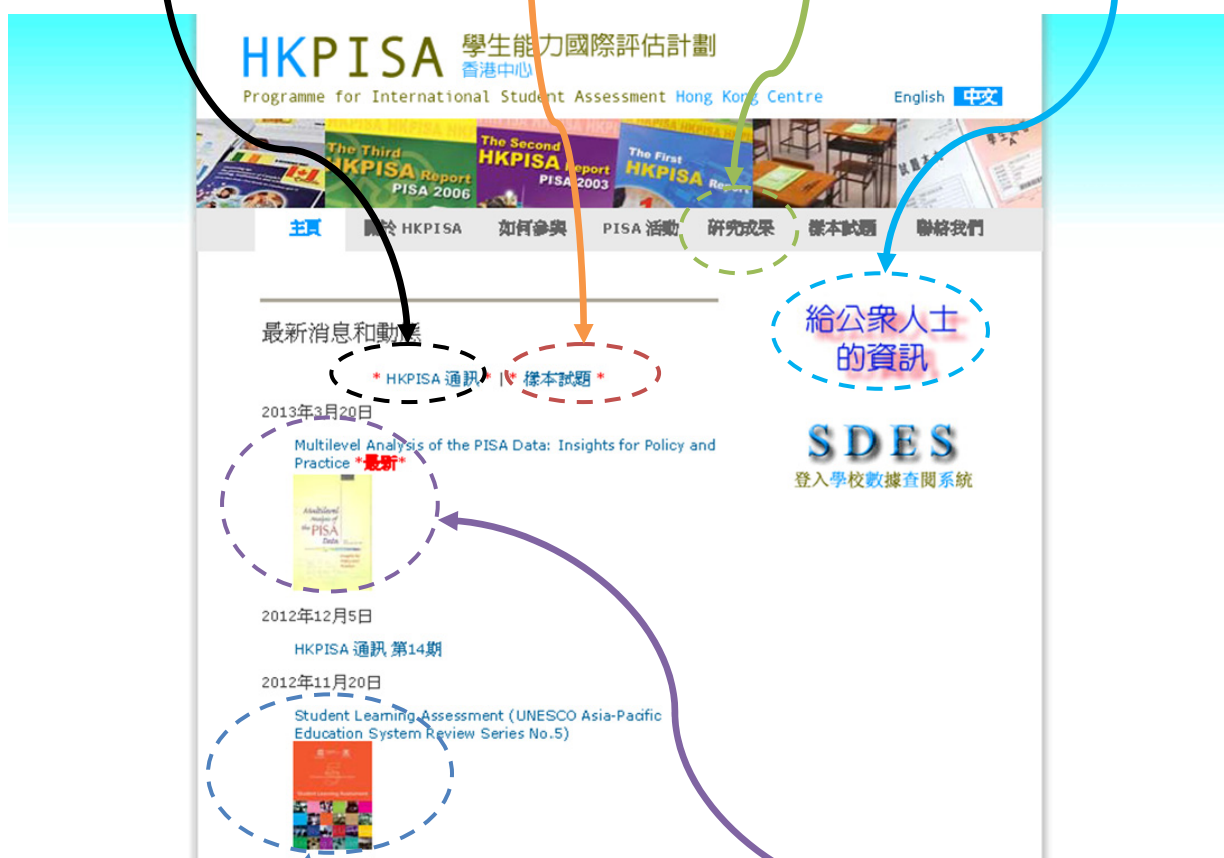 HKPISA 學生能力國際評估計劃
香港中心
Programme for International Student Assessment Hong Kong Centre
English 中文
The Third HKPISA Report PISA 2006
The Second HKPISA Report PISA 2003
The First HKPISA Report
試題本
主頁 關於 HKPISA 如何參與 PISA 活動 研究成果 樣本試題 聯絡我們
最新消息和動態
* HKPISA 通訊 * | * 樣本試題 *
2013年3月20日
Multilevel Analysis of the PISA Data: Insights for Policy and
Practice *最新*
Multilevel
Analysis of
the PISA
Data
2012年12月5日
HKPISA 通訊 第14期
2012年11月20日
Student Learning Assessment (UNESCO Asia-Pacific
Education System Review Series No.5)
Student Learning Assessment
給公衆人士
的資訊
SDES
登入學校數據查閱系統